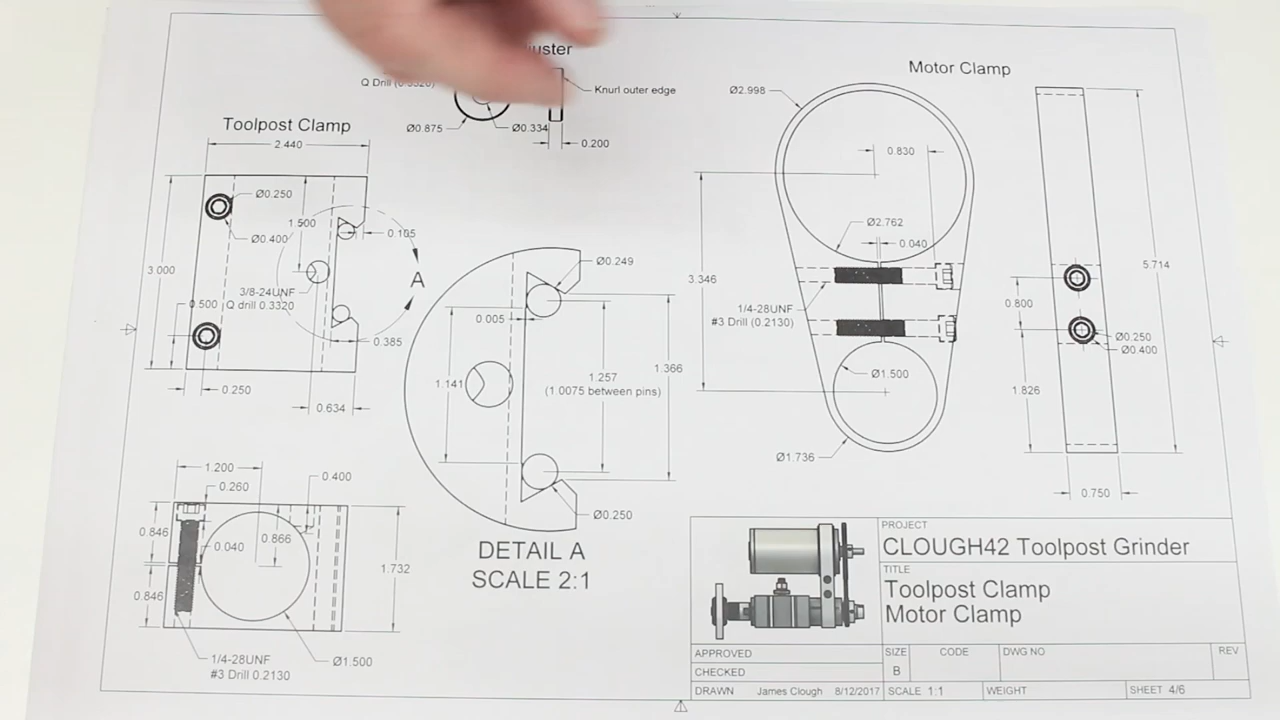 Q Drill (0.3320)
Knurl outer edge
Ø0.875
Ø0.334
0.200
Toolpost Clamp
2.440
Ø0.250
1.500
Ø0.400
0.105
3.000
3/8-24UNF
Q drill 0.3320
A
0.500
0.385
0.250
0.634
Ø0.249
0.005
1.141
1.257
(1.0075 between pins)
1.366
Ø0.250
DETAIL A
SCALE 2:1
1.200
0.400
0.260
0.846
0.040
0.866
1.732
0.846
1/4-28UNF
#3 Drill 0.2130
Ø1.500
Motor Clamp
Ø2.998
0.830
Ø2.762
0.040
3.346
1/4-28UNF
#3 Drill (0.2130)
Ø1.500
Ø1.736
5.714
0.800
Ø0.250
Ø0.400
1.826
0.750
PROJECT
CLOUGH42 Toolpost Grinder
TITLE
Toolpost Clamp
Motor Clamp
APPROVED
CHECKED
DRAWN James Clough 8/12/2017
SIZE
B
CODE
DWG NO
REV
SCALE 1:1
WEIGHT
SHEET 4/6